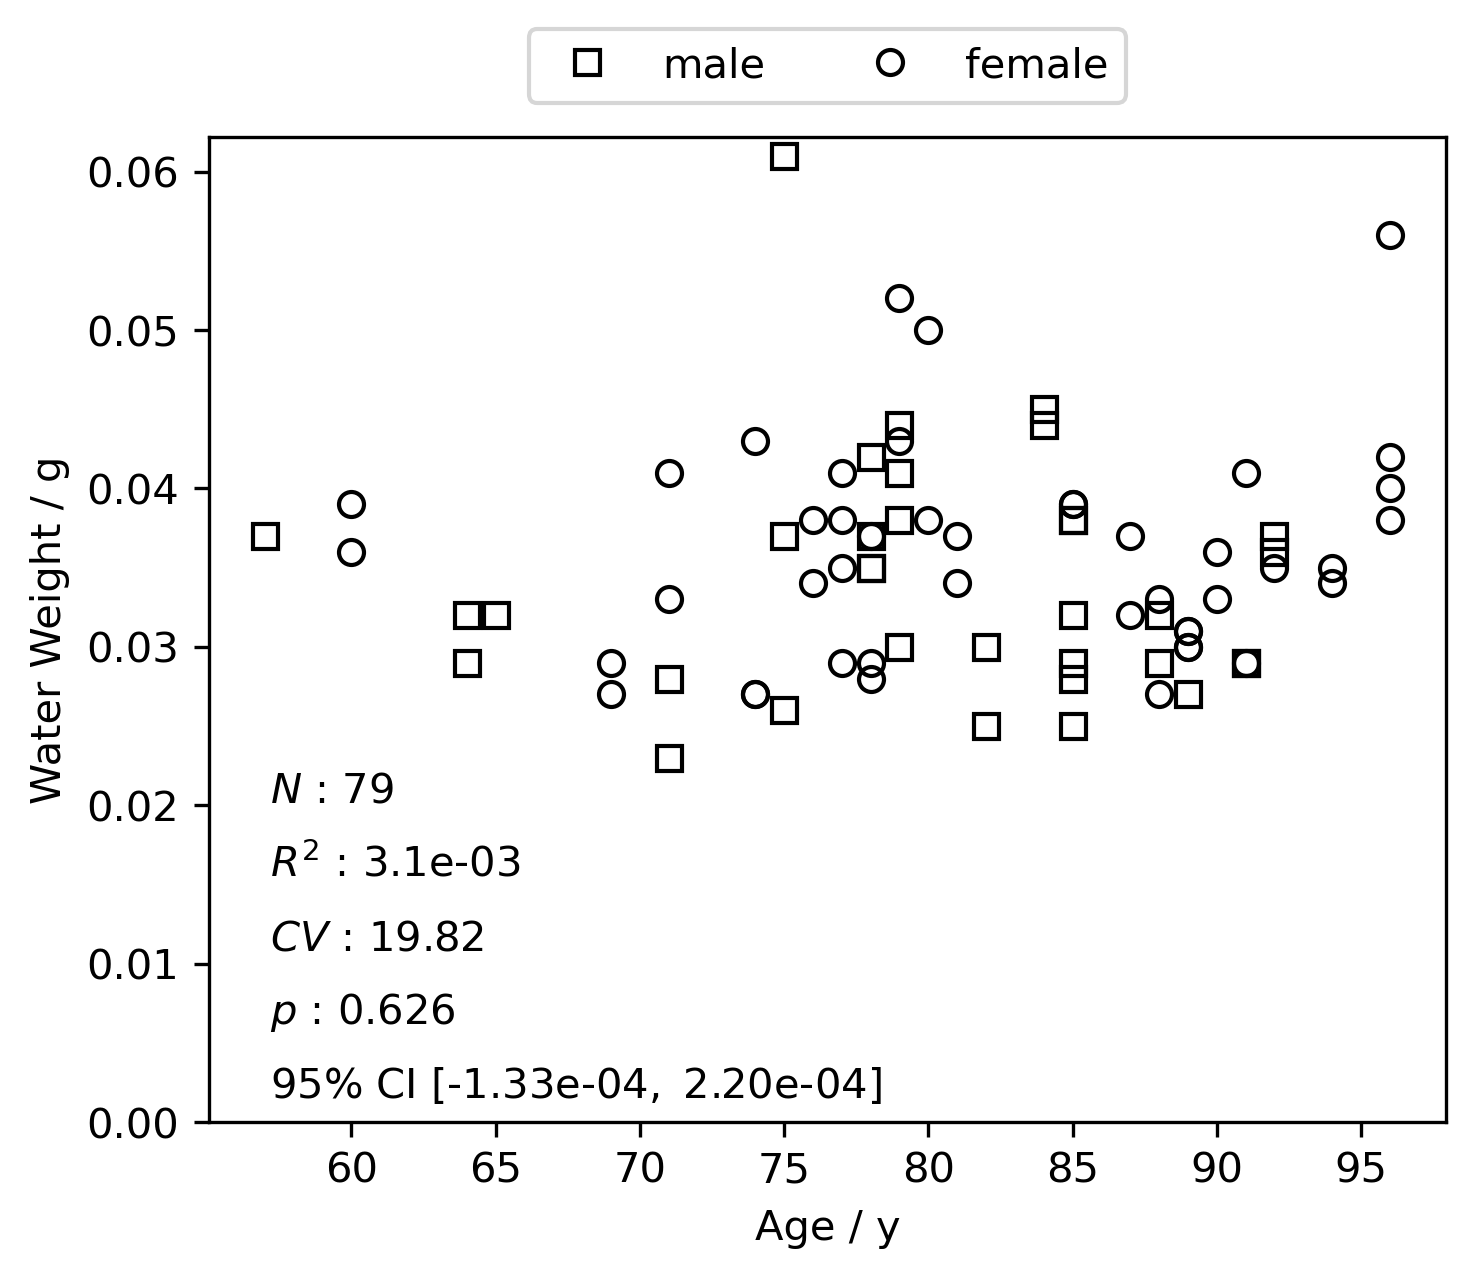 male female
0.06
0.05
0.04
0.03
0.02
0.01
0.00
Water Weight / g
N : 79
R² : 3.1e-03
CV : 19.82
p : 0.626
95% CI [-1.33e-04, 2.20e-04]
60 65 70 75 80 85 90 95
Age / y